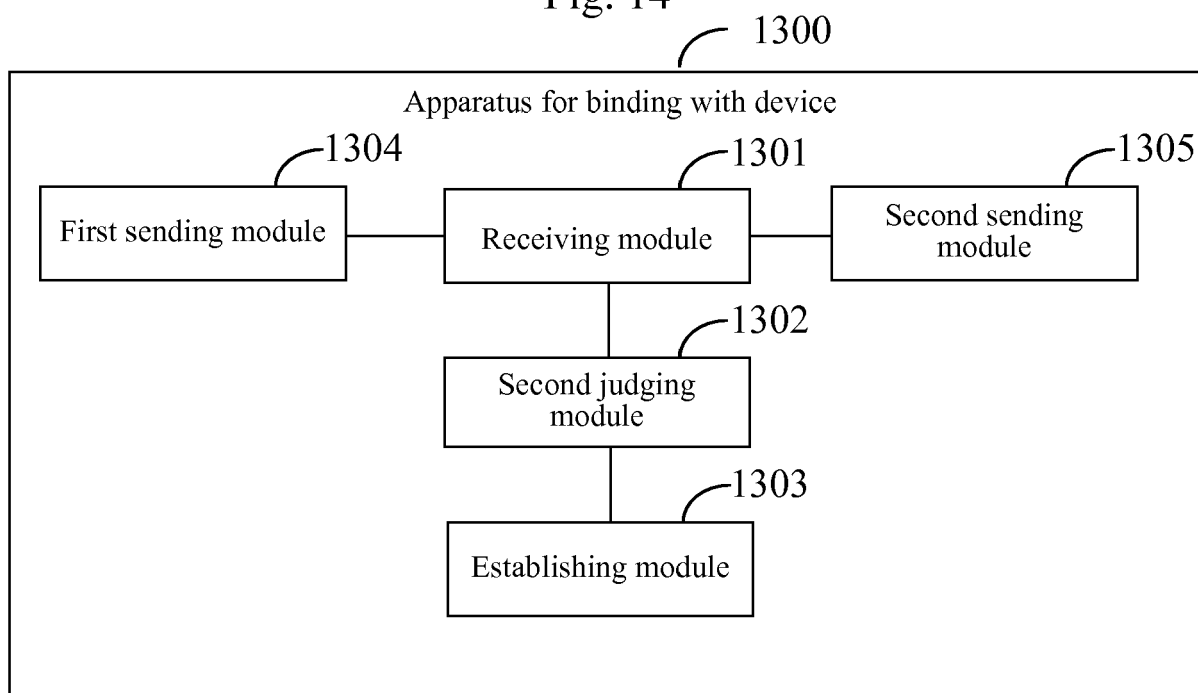 Fig. 14
1300
Apparatus for binding with device
1304
1301
1305
First sending module
Receiving module
Second sending
module
1302
Second judging
module
1303
Establishing module